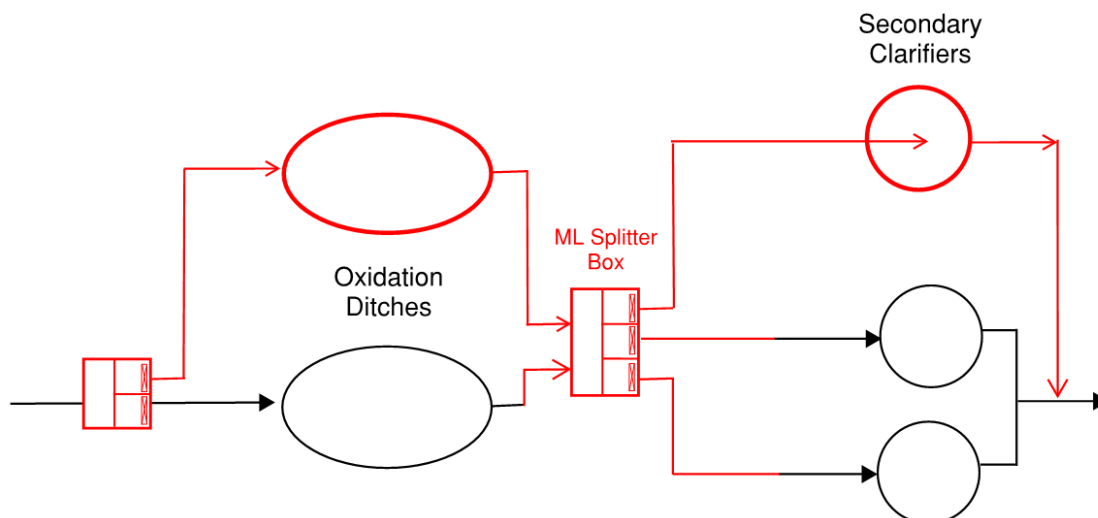 Secondary
Clarifiers
ML Splitter
Box
Oxidation
Ditches